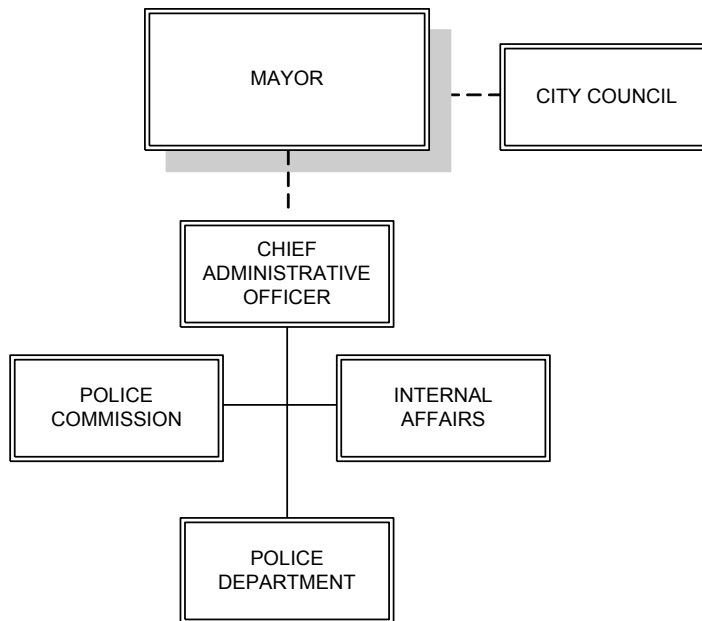 MAYOR
CITY COUNCIL
CHIEF
ADMINISTRATIVE
OFFICER
POLICE
COMMISSION
INTERNAL
AFFAIRS
POLICE
DEPARTMENT